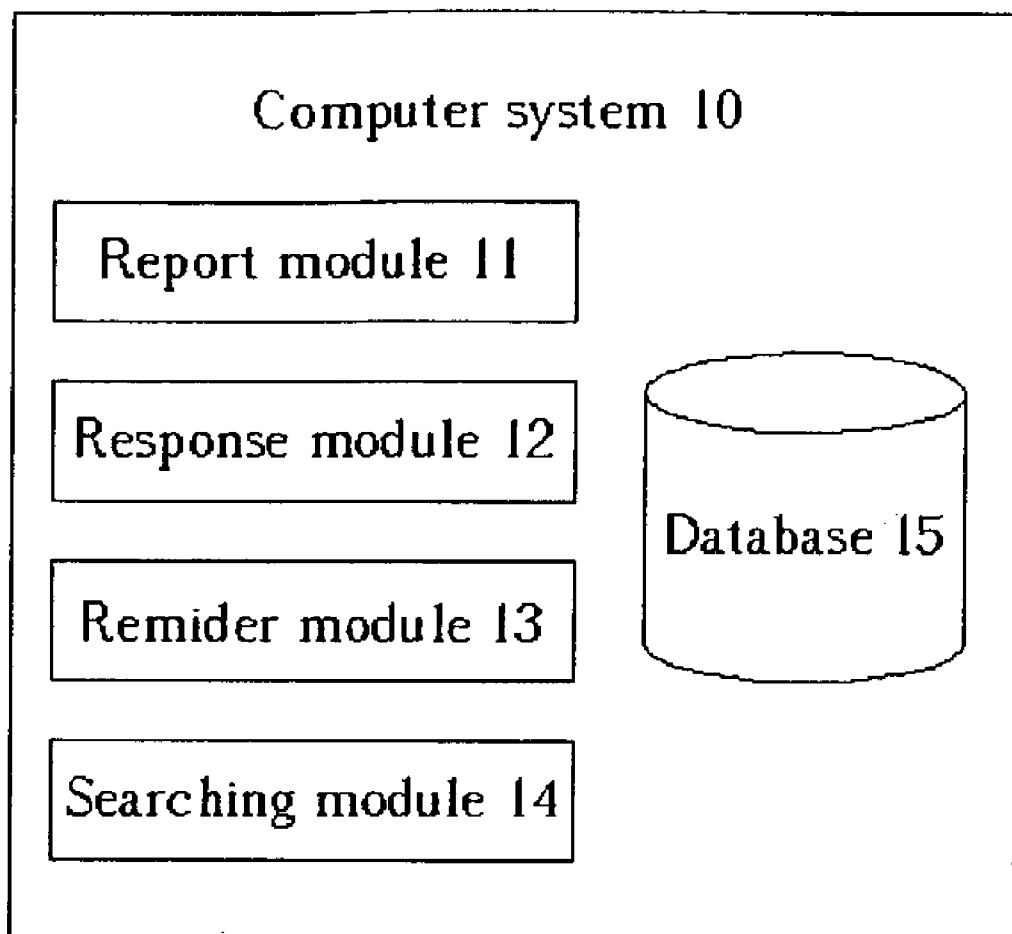 Computer system 10
Report module 11
Response module 12
Database 15
Remider module 13
Searching module 14